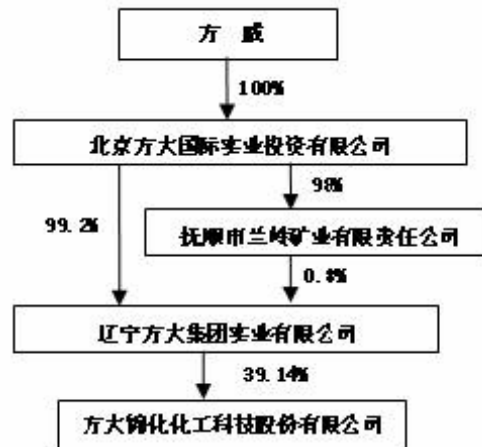 方 威
100%
北京方大国际实业投资有限公司
98%
99.2%
抚顺市兰岭矿业有限责任公司
0.8%
辽宁方大集团实业有限公司
39.14%
方大锦化化工科技股份有限公司